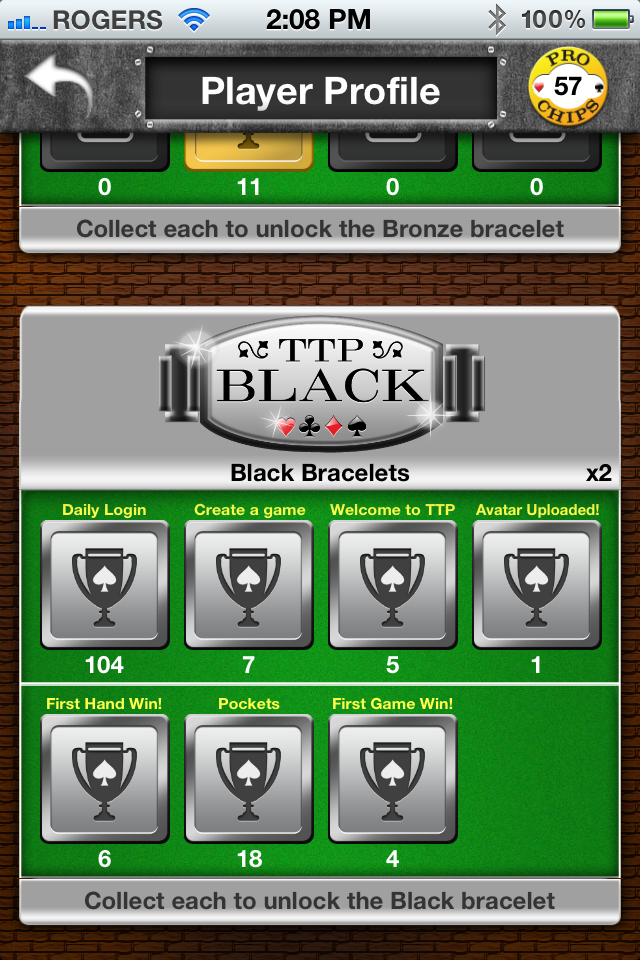 ROGERS 2:08 PM 100%
Player Profile
PRO
57
CHIPS
0 11 0 0
Collect each to unlock the Bronze bracelet
TTP
BLACK
Black Bracelets x2
Daily Login Create a game Welcome to TTP Avatar Uploaded!
104 7 5 1
First Hand Win! Pockets First Game Win!
6 18 4
Collect each to unlock the Black bracelet